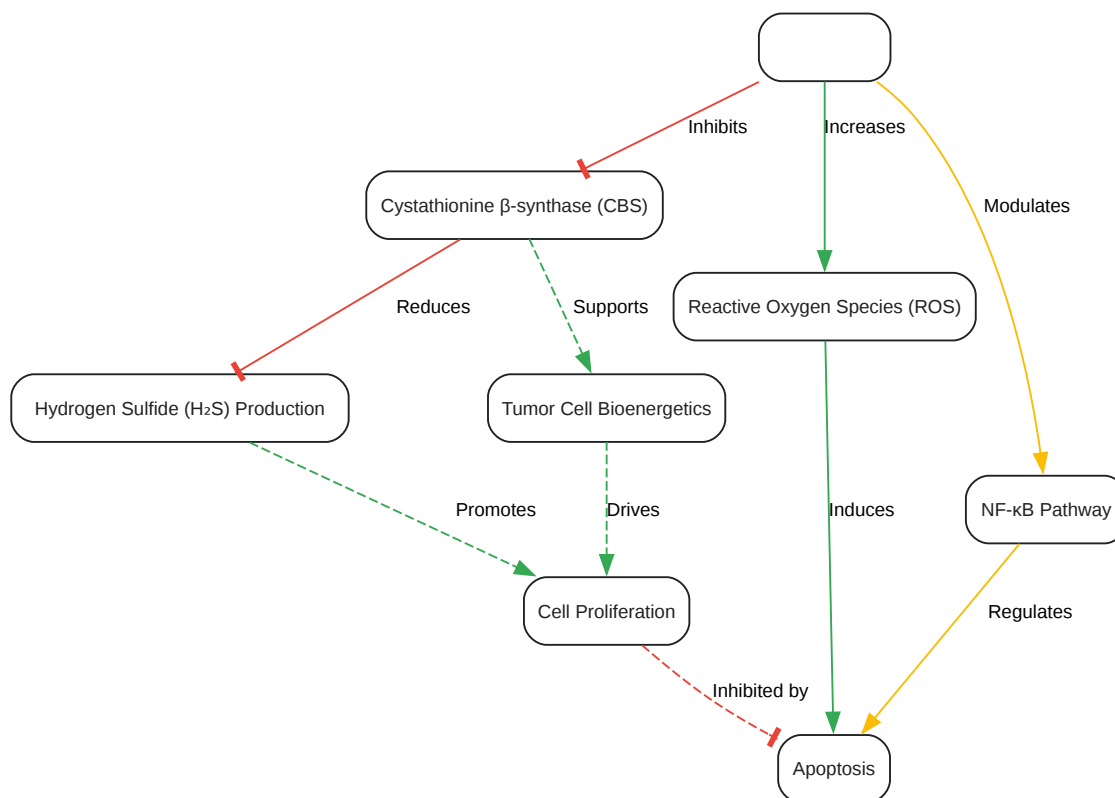 Inhibits
Increases
Cystathionine β-synthase (CBS)
Modulates
Reduces
Supports
Reactive Oxygen Species (ROS)
Hydrogen Sulfide (H₂S) Production
Tumor Cell Bioenergetics
Promotes
Drives
Induces
NF-κB Pathway
Cell Proliferation
Regulates
Inhibited by
Apoptosis